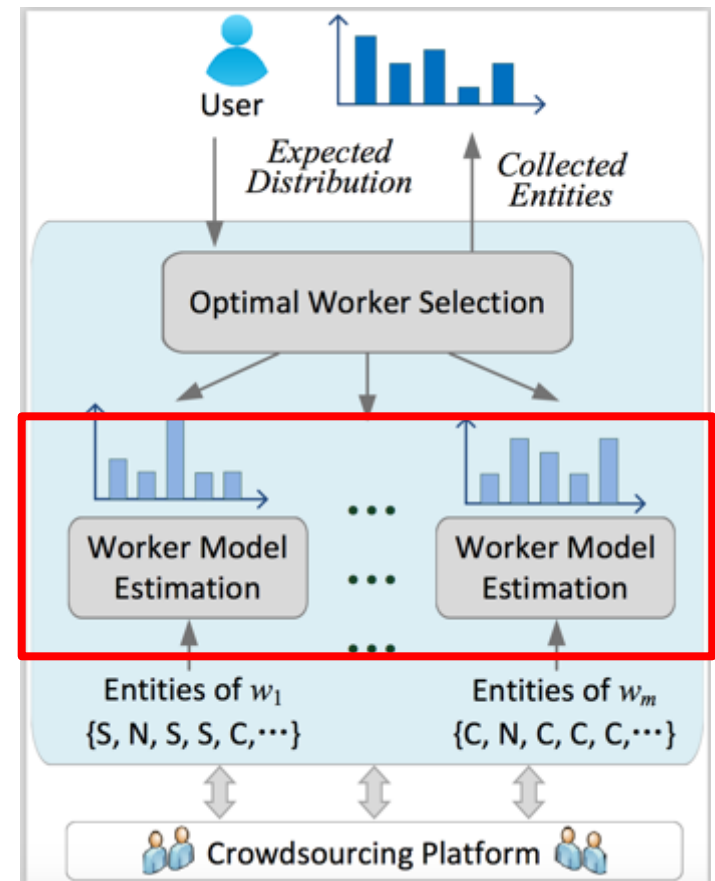 User
Expected
Distribution
Collected
Entities
Optimal Worker Selection
...
Worker Model
Estimation
...
Worker Model
Estimation
...
Entities of w₁
{S, N, S, S, C,⋯}
Entities of wₘ
{C, N, C, C, C,⋯}
Crowdsourcing Platform